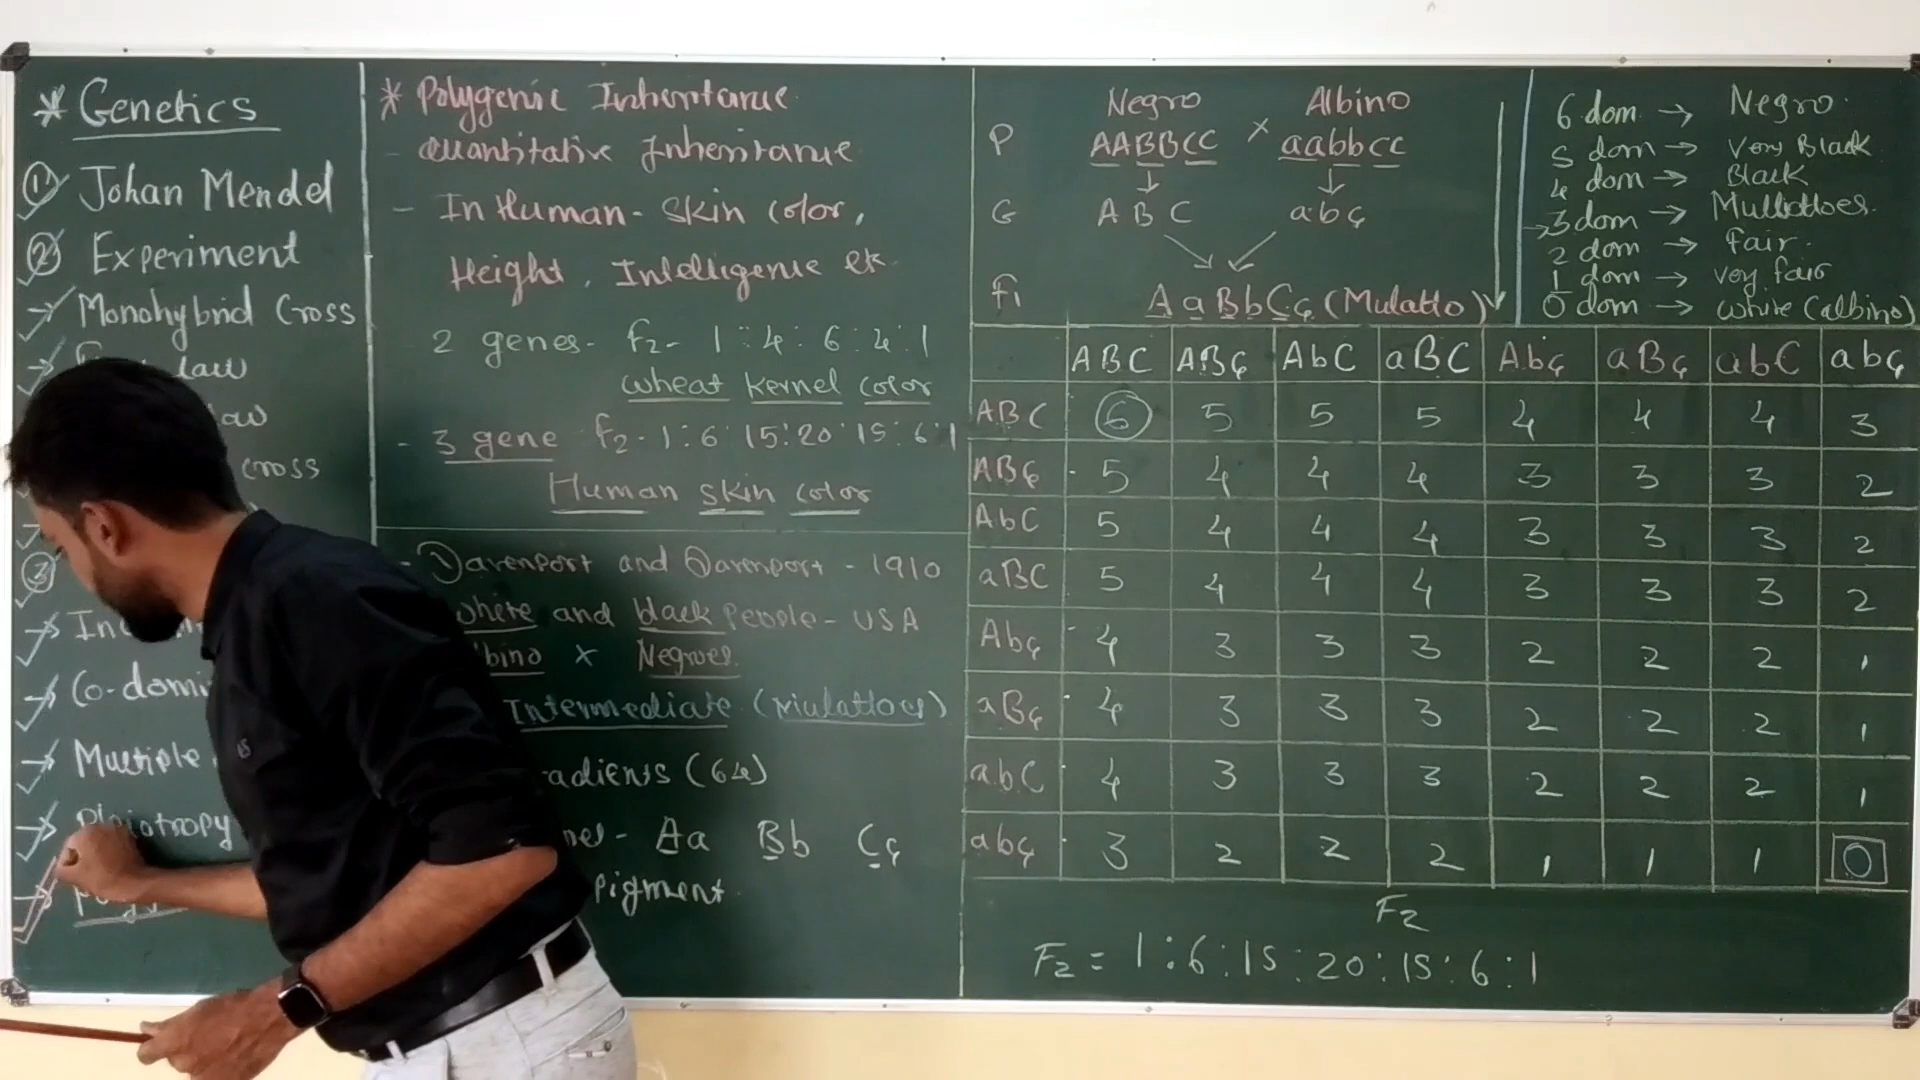 * Genetics
① Johan Mendel
② Experiment
→ Monohybrid Cross
→ law
law
cross
③
→ In
→ Co-domi
→ Multiple
→ Pleiotropy
→
* Polygenic Inheritance
- Quantitative Inheritance
- In Human - Skin color,
Height, Intelligence etc
2 genes - F2 - 1 : 4 : 6 : 4 : 1
wheat kernel color
- 3 gene F2 - 1 : 6 : 15 : 20 : 15 : 6 : 1
Human skin color
- Davenport and Davenport - 1910
white and black People - USA
bino x Negroes.
Intermediate (Mulattoes)
radients (64)
nes - Aa Bb Cc
pigment
Negro Albino
P AABBCC x aabbcc
G ABC abc
F1 AaBbCc (Mulatto)
6 dom → Negro.
5 dom → Very Black
4 dom → Black
→ 3 dom → Mullattoes.
2 dom → Fair.
1 dom → very fair
0 dom → white (albino)
ABC ABc AbC aBC Abc aBc abC abc
ABC 6 5 5 5 4 4 4 3
ABc 5 4 4 4 3 3 3 2
AbC 5 4 4 4 3 3 3 2
aBC 5 4 4 4 3 3 3 2
Abc 4 3 3 3 2 2 2 1
aBc 4 3 3 3 2 2 2 1
abC 4 3 3 3 2 2 2 1
abc 3 2 2 2 1 1 1 0
F2
F2 = 1 : 6 : 15 : 20 : 15 : 6 : 1